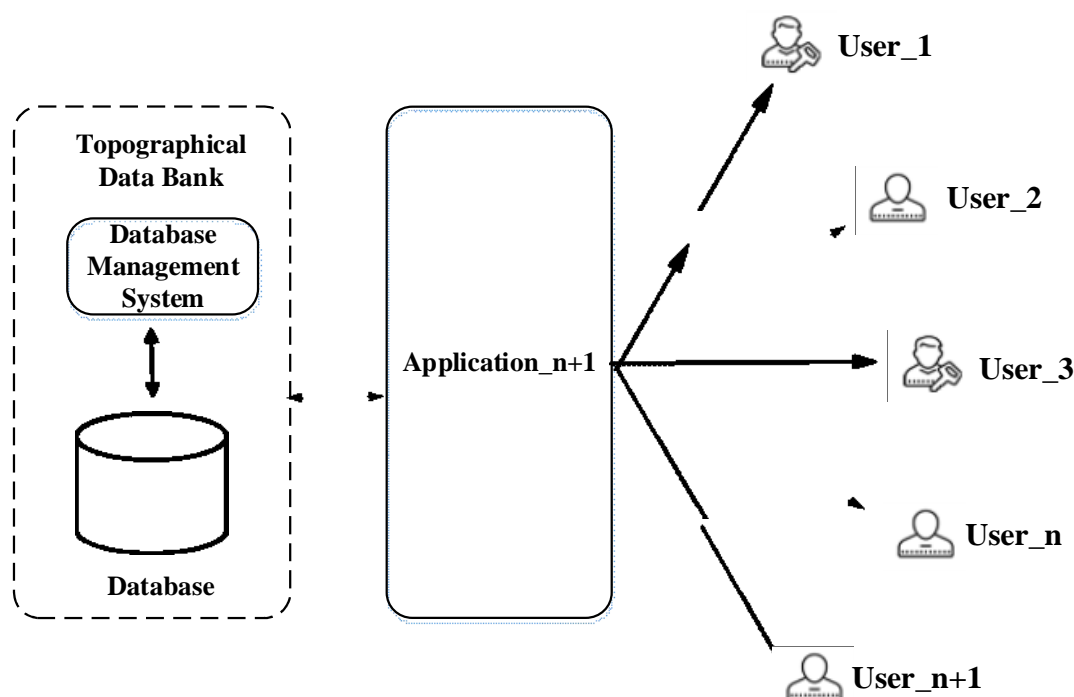 Topographical
Data Bank
Database
Management
System
Database
Application_n+1
User_1
User_2
User_3
User_n
User_n+1